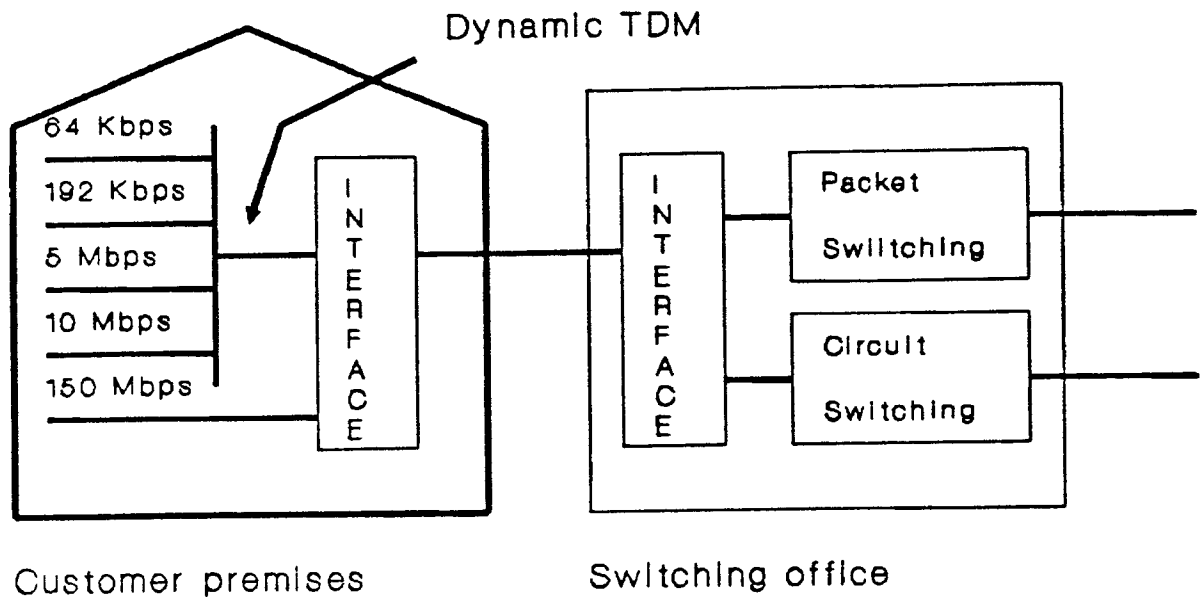 Dynamic TDM
64 Kbps
192 Kbps
5 Mbps
10 Mbps
150 Mbps
INTERFACE
INTERFACE
Packet
Swiitching
Circuit
Switching
Customer premises
Switching office